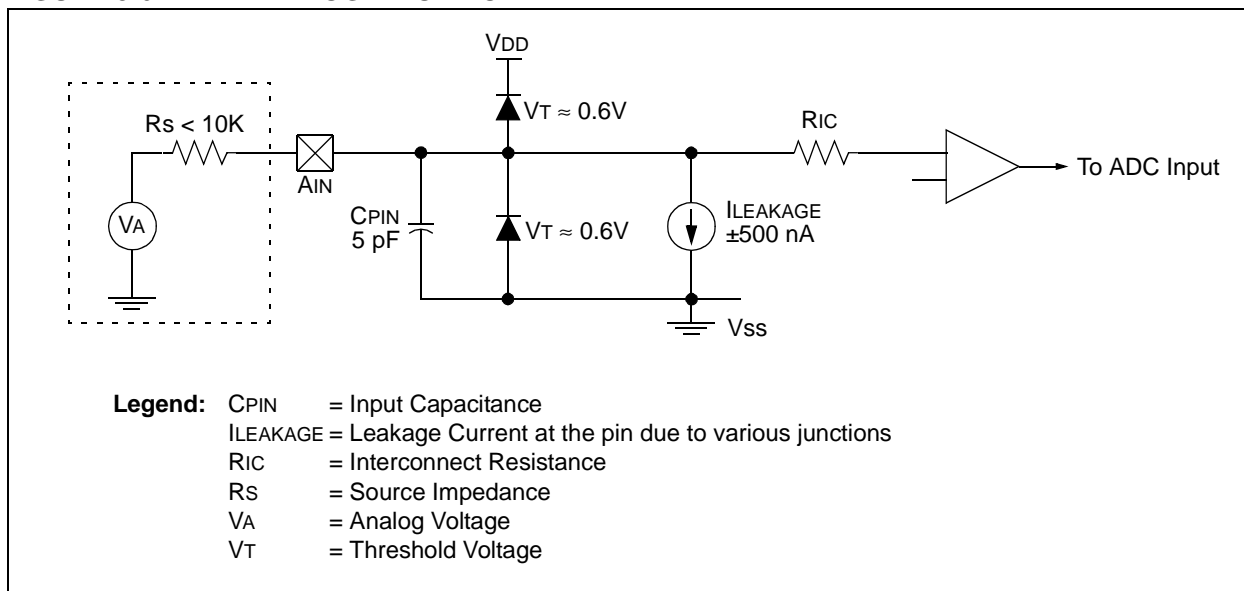 VDD
VT ≈ 0.6V
RS < 10K
RIC
AIN
To ADC Input
VA
CPIN
5 pF
VT ≈ 0.6V
ILEAKAGE
±500 nA
VSS
Legend: CPIN = Input Capacitance
ILEAKAGE = Leakage Current at the pin due to various junctions
RIC = Interconnect Resistance
RS = Source Impedance
VA = Analog Voltage
VT = Threshold Voltage